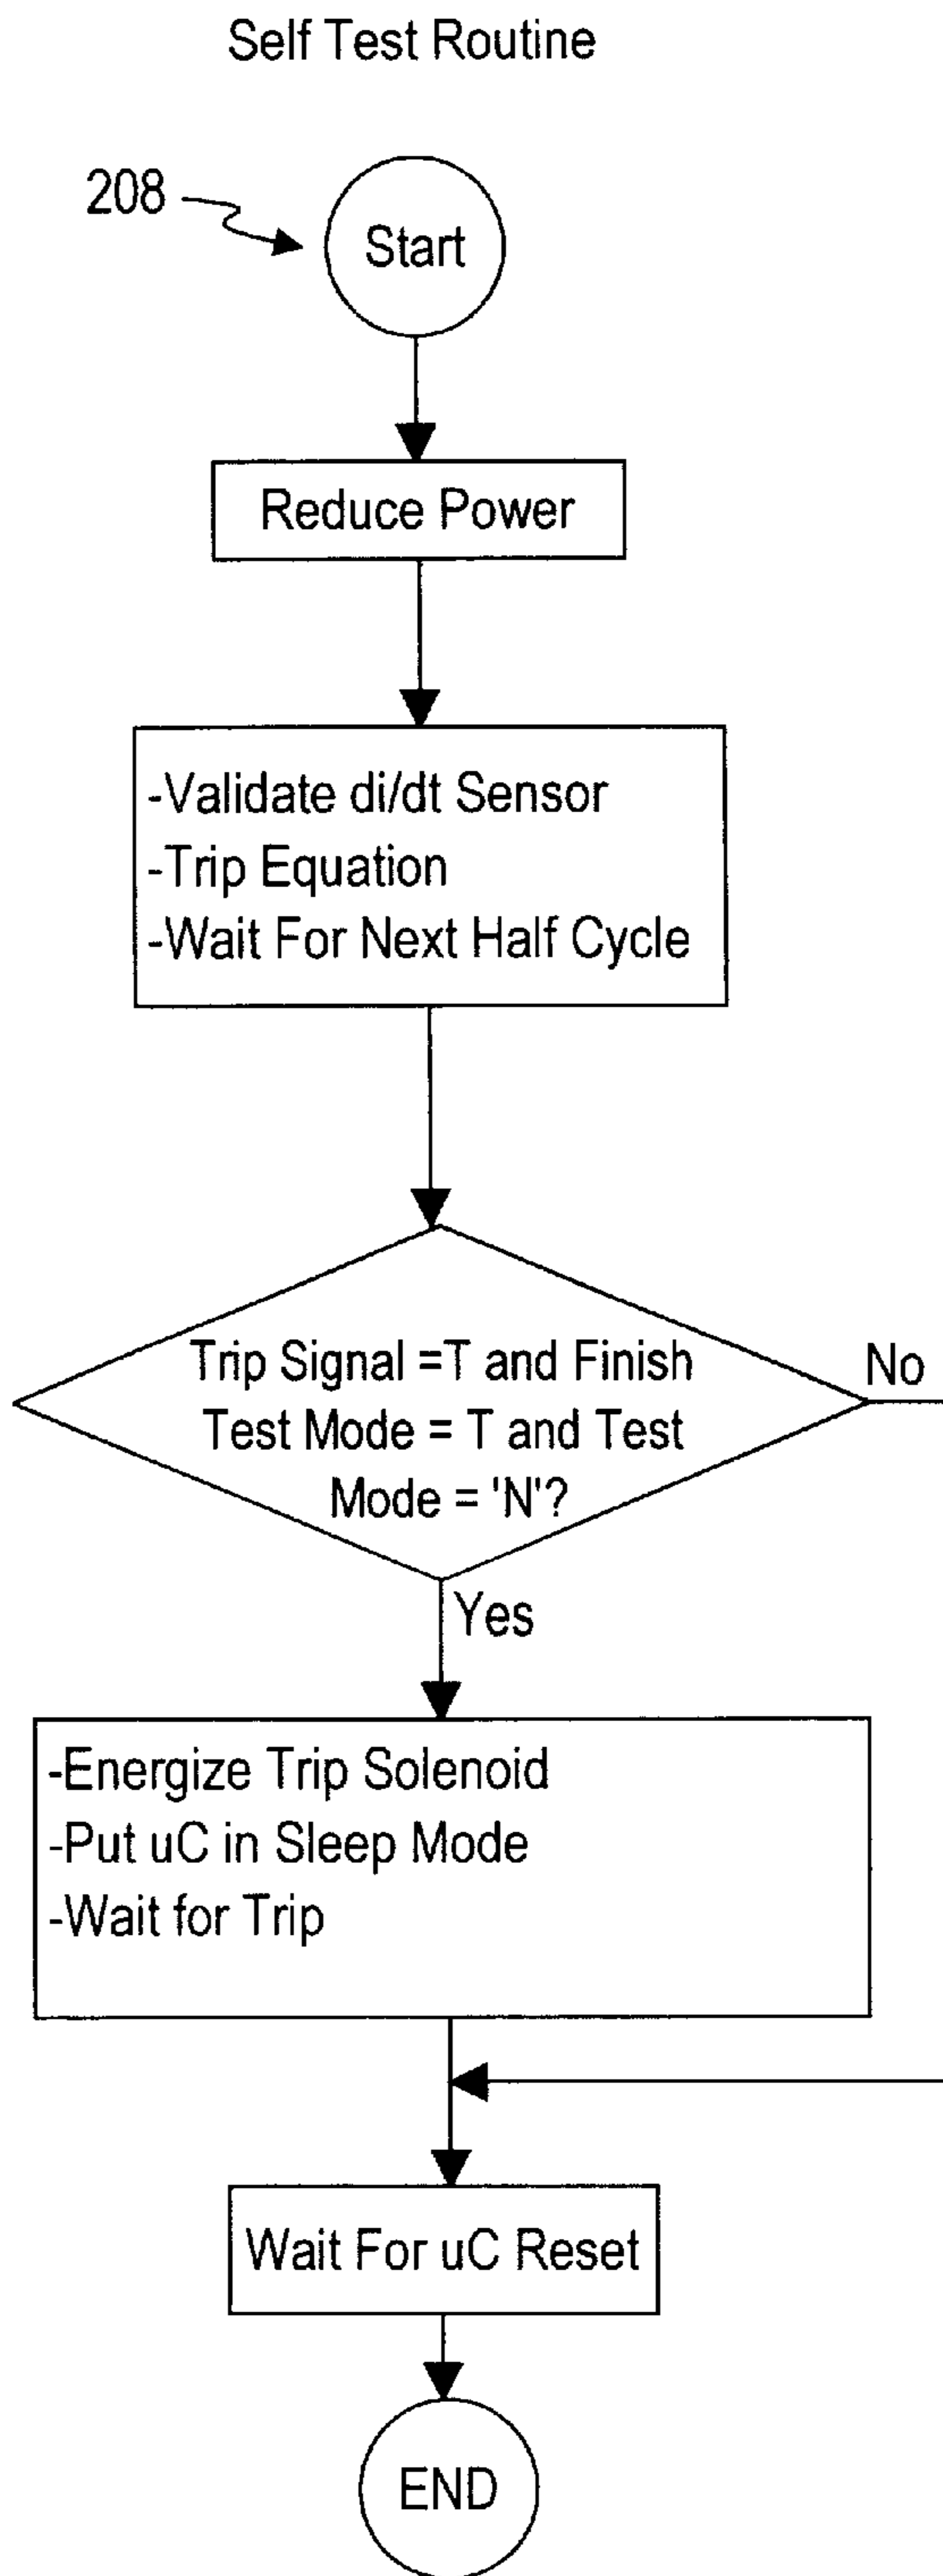 Self Test Routine
208
Start
Reduce Power
-Validate di/dt Sensor
-Trip Equation
-Wait For Next Half Cycle
Trip Signal =T and Finish
Test Mode = T and Test
Mode = 'N'?
No
Yes
-Energize Trip Solenoid
-Put uC in Sleep Mode
-Wait for Trip
Wait For uC Reset
END